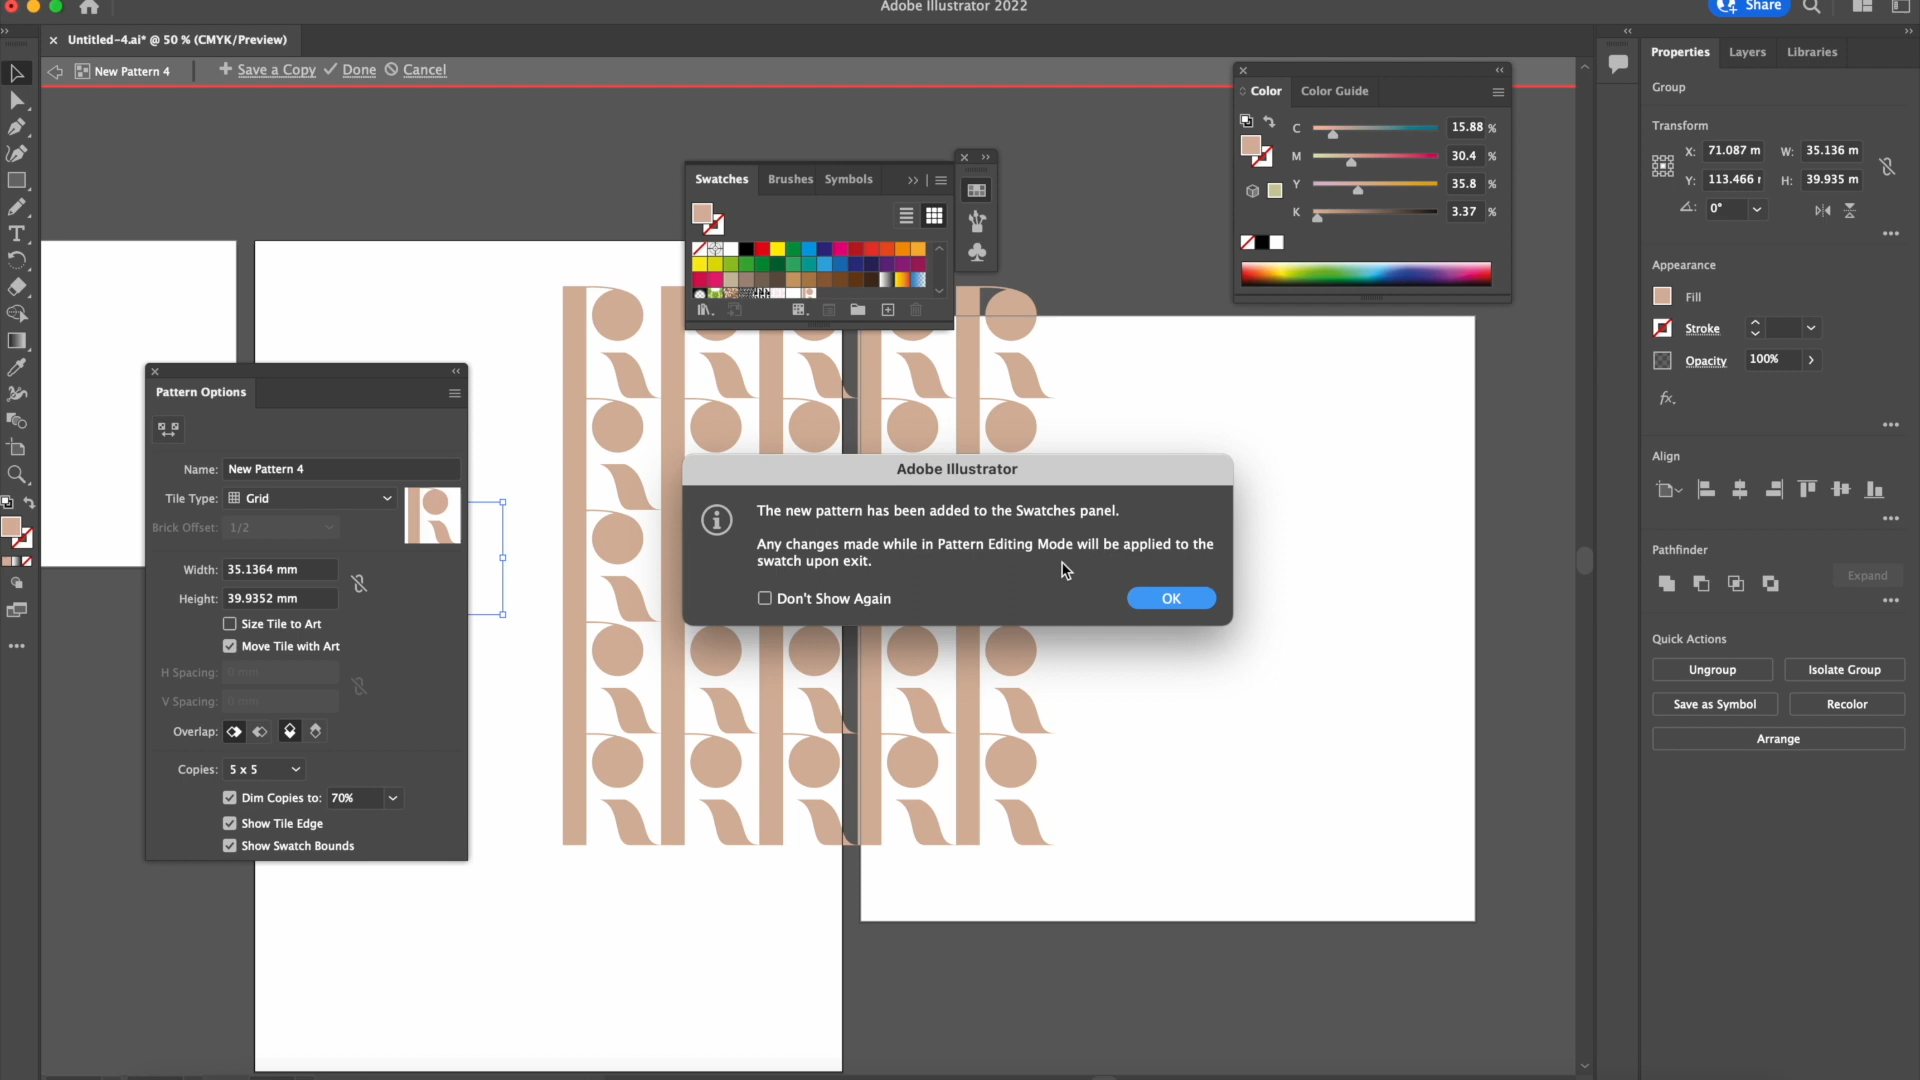 Adobe Illustrator 2022
Share
Untitled-4.ai* @ 50 % (CMYK/Preview)
New Pattern 4
Save a Copy Done Cancel
Properties Layers Libraries
Group
Transform
X: 71.087 m W: 35.136 m
Y: 113.466 H: 39.935 m
0°
Appearance
Fill
Stroke
Opacity 100%
fx.
Align
Pathfinder
Expand
Quick Actions
Ungroup Isolate Group
Save as Symbol Recolor
Arrange
Color Color Guide
C 15.88 %
M 30.4 %
Y 35.8 %
K 3.37 %
Swatches Brushes Symbols
Pattern Options
Name: New Pattern 4
Tile Type: Grid
Brick Offset: 1/2
Width: 35.1364 mm
Height: 39.9352 mm
Size Tile to Art
Move Tile with Art
H Spacing: 0 mm
V Spacing: 0 mm
Overlap:
Copies: 5 x 5
Dim Copies to: 70%
Show Tile Edge
Show Swatch Bounds
Adobe Illustrator
The new pattern has been added to the Swatches panel.
Any changes made while in Pattern Editing Mode will be applied to the
swatch upon exit.
Don't Show Again
OK